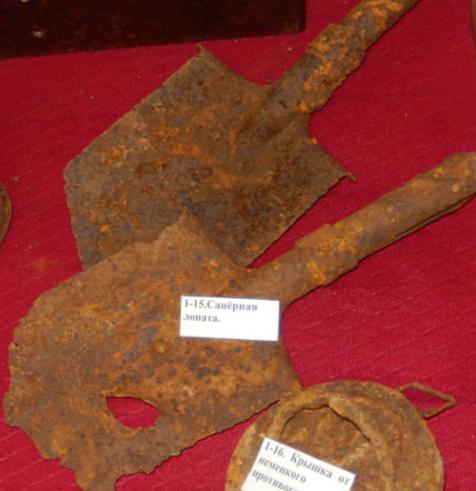 1-15.Сапёрная
лопата.
1-16. Крышка от
немецкого